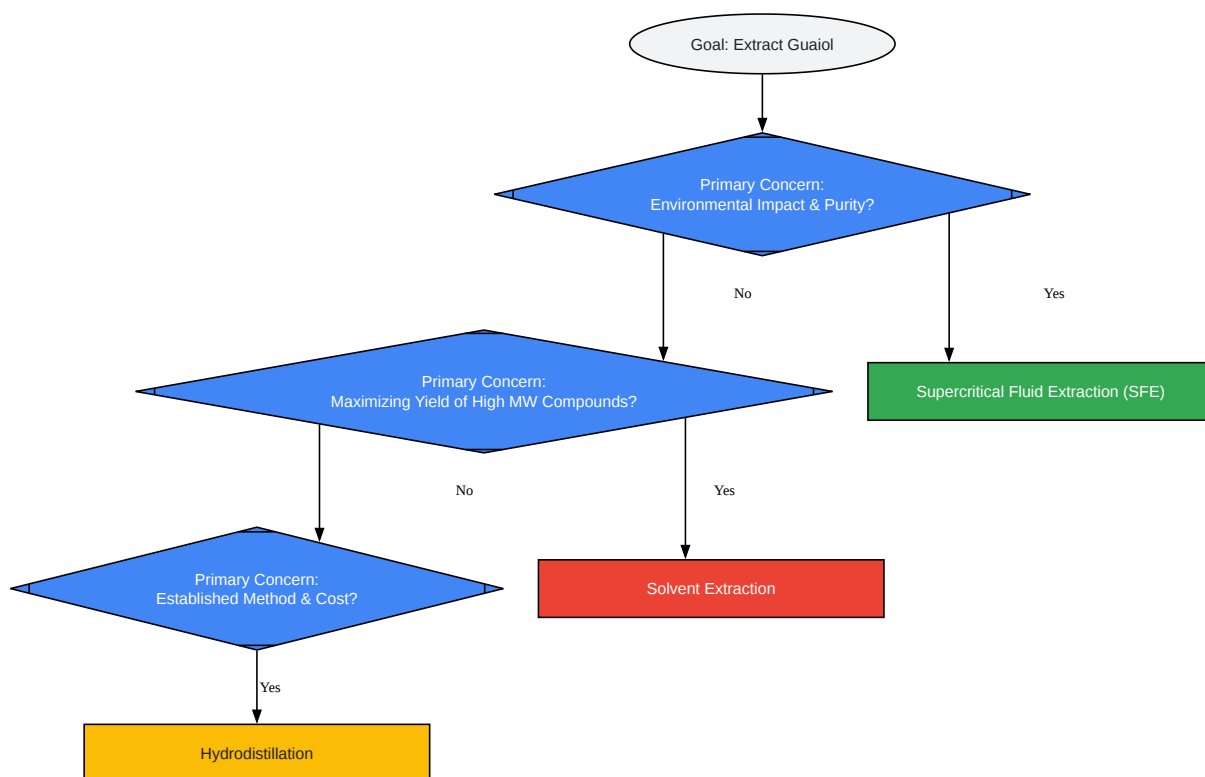 Goal: Extract Guaiol
Primary Concern:
Environmental Impact & Purity?
No
Yes
Primary Concern:
Maximizing Yield of High MW Compounds?
Supercritical Fluid Extraction (SFE)
No
Yes
Primary Concern:
Established Method & Cost?
Solvent Extraction
Yes
Hydrodistillation